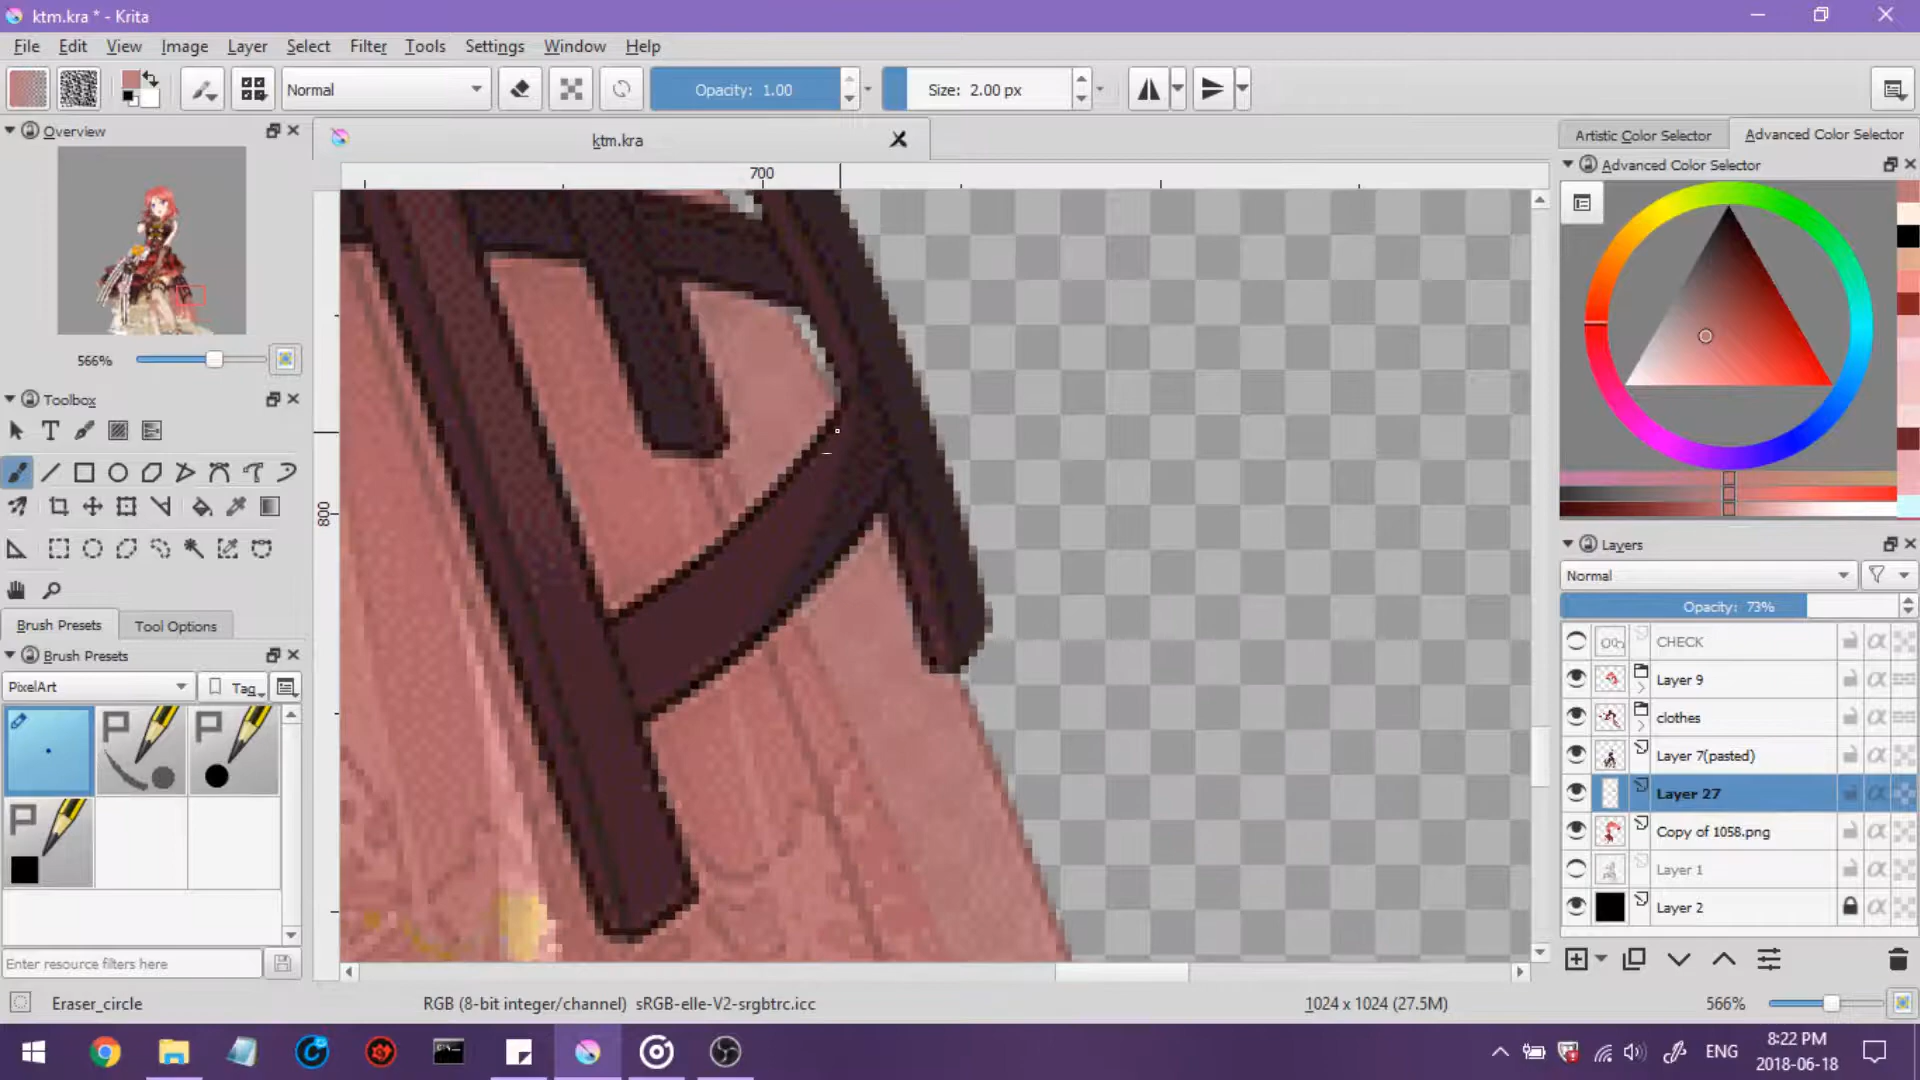 ktm.kra * - Krita
File Edit View Image Layer Select Filter Tools Settings Window Help
Normal
Opacity: 1.00
Size: 2.00 px
Overview
ktm.kra
Artistic Color Selector
Advanced Color Selector
Advanced Color Selector
700
566%
Toolbox
800
Layers
Normal
Opacity: 73%
Brush Presets
Tool Options
CHECK
Brush Presets
Layer 9
PixelArt
Tag
clothes
P
P
Layer 7(pasted)
Layer 27
P
Copy of 1058.png
Layer 1
Layer 2
Enter resource filters here
Eraser_circle
RGB (8-bit integer/channel) sRGB-elle-V2-srgbtrc.icc
1024 x 1024 (27.5M)
566%
ENG
8:22 PM
2018-06-18